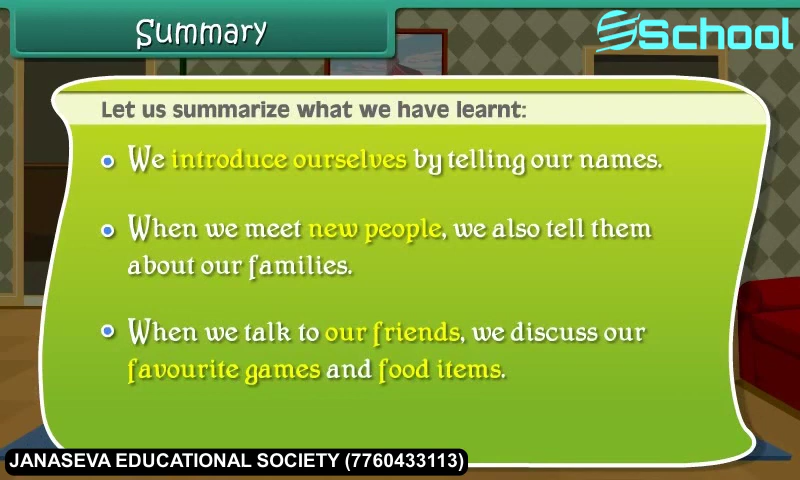 Summary
School
Let us summarize what we have learnt:
We introduce ourselves by telling our names.
When we meet new people, we also tell them
about our families.
When we talk to our friends, we discuss our
favourite games and food items.
JANASEVA EDUCATIONAL SOCIETY (7760433113)